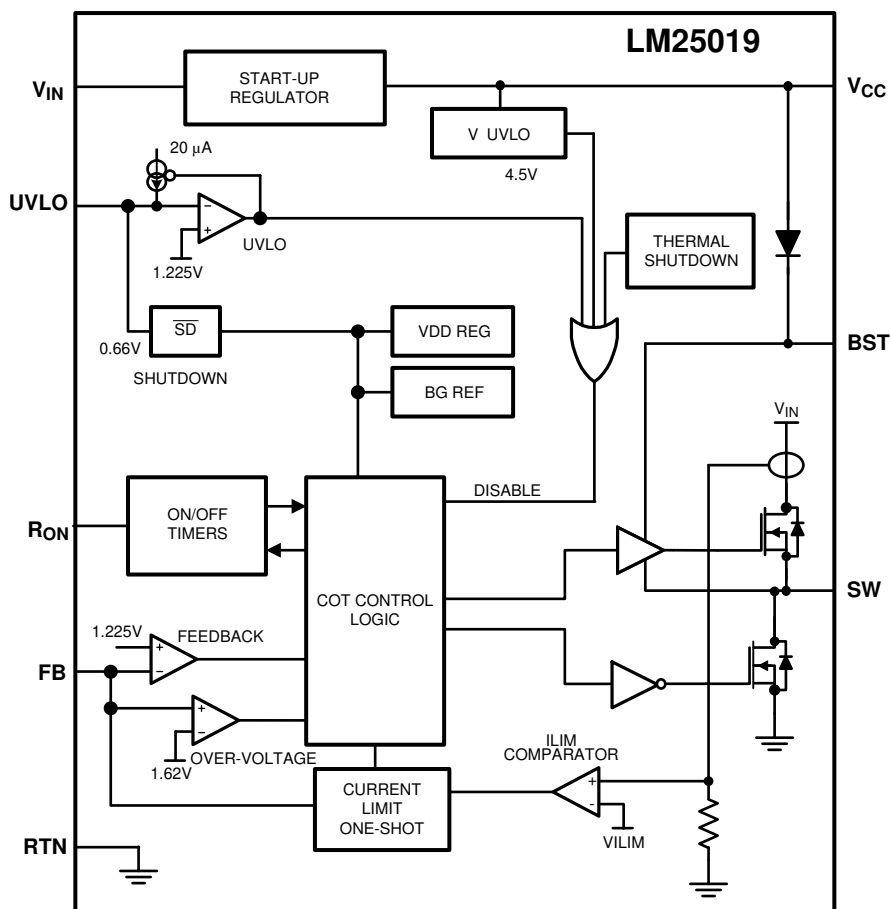 LM25019
VIN
START-UP
REGULATOR
VCC
V UVLO
20 µA
4.5V
UVLO
−
+
UVLO
1.225V
THERMAL
SHUTDOWN
SD
VDD REG
0.66V
SHUTDOWN
BST
BG REF
VIN
DISABLE
RON
ON/OFF
TIMERS
COT CONTROL
LOGIC
SW
1.225V
FEEDBACK
+
−
FB
+
−
1.62V
OVER-VOLTAGE
ILIM
COMPARATOR
CURRENT
LIMIT
ONE-SHOT
+
-
VILIM
RTN